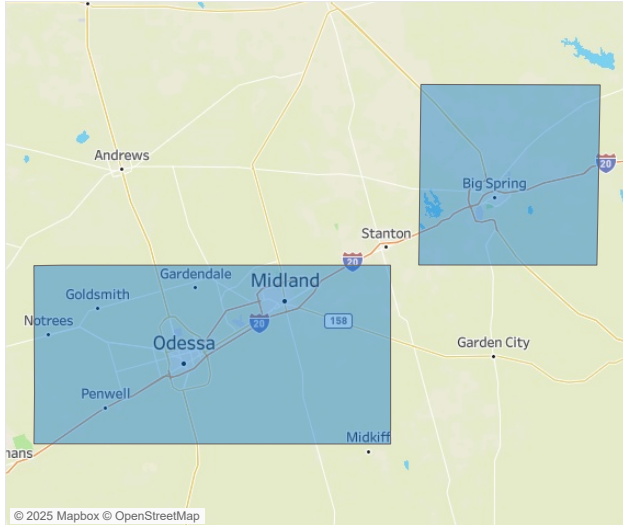 Andrews
Big Spring
20
Stanton
20
Gardendale
Midland
Goldsmith
Notrees
20
158
Odessa
Garden City
Penwell
Midkiff
nans
© 2025 Mapbox © OpenStreetMap